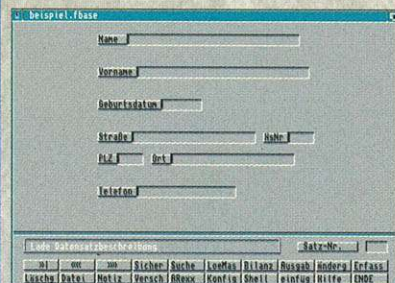 beispiel.fbase
Name
Vorname
Geburtsdatum
Straße HsNr
PLZ Ort
Telefon
Lade Datensatzbeschreibung Satz-Nr.
>>| <<< >>> Sicher Suche LoeMas Bilanz Ausgab Änderg Erfass
Löschg Datei Notiz Versch ARexx Konfig Shell einfüg Hilfe ENDE